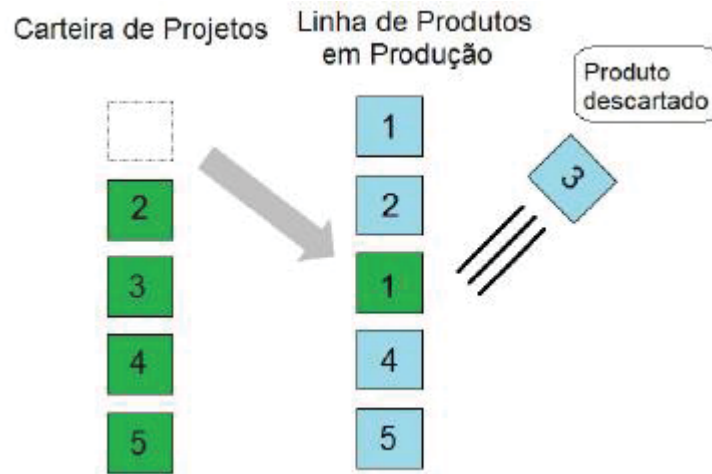 Carteira de Projetos
Linha de Produtos
em Produção
Produto
descartado
1
3
2
2
3
1
4
4
5
5